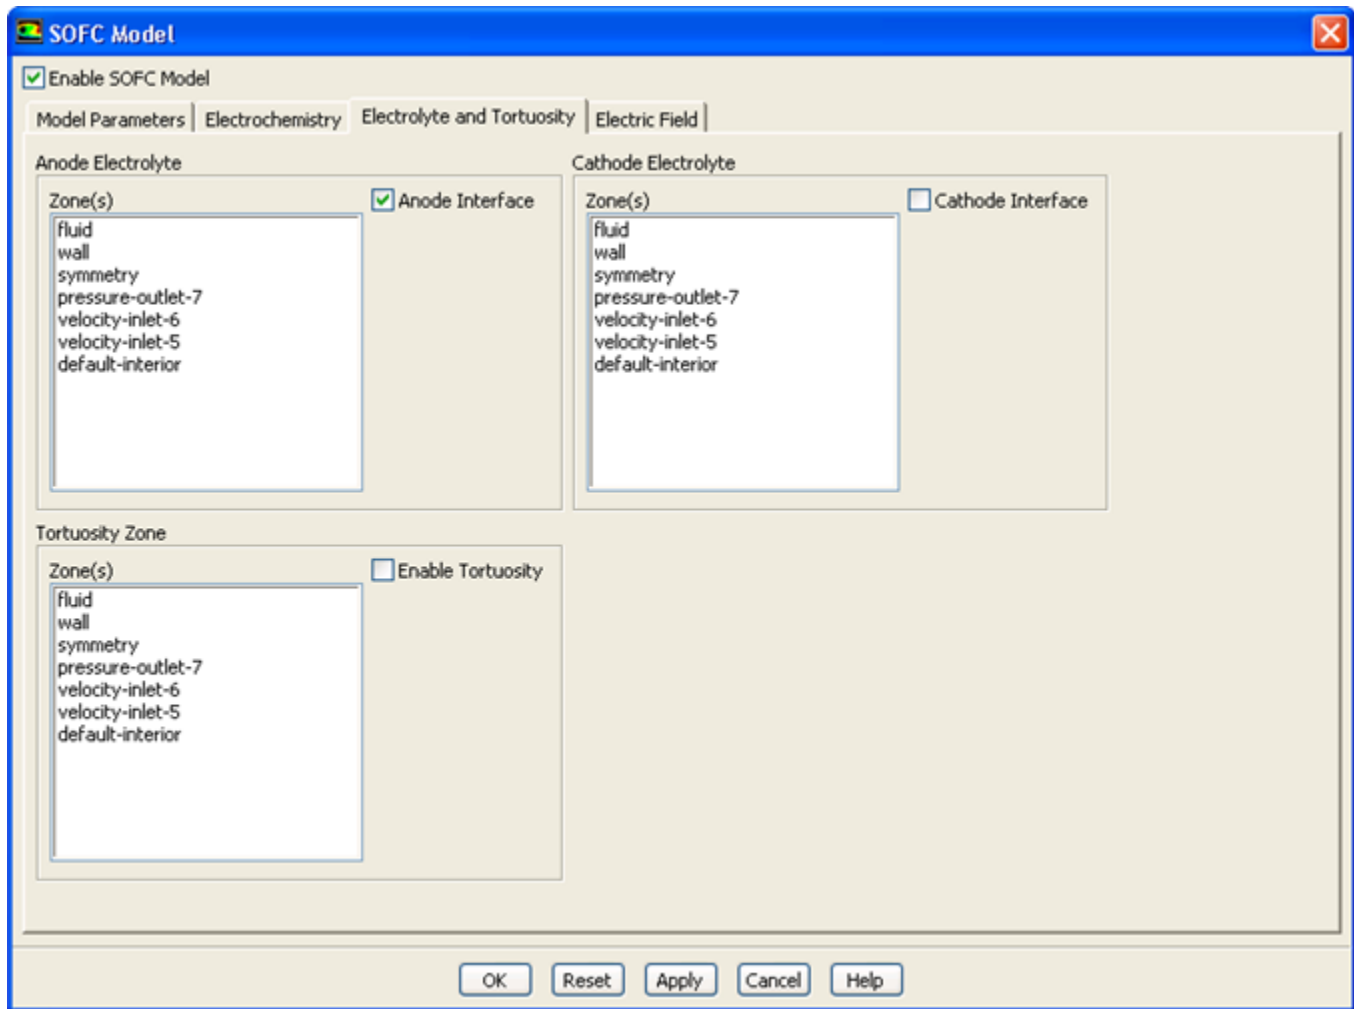 SOFC Model
Enable SOFC Model
Model Parameters Electrochemistry Electrolyte and Tortuosity Electric Field
Anode Electrolyte
Zone(s) Anode Interface
fluid
wall
symmetry
pressure-outlet-7
velocity-inlet-6
velocity-inlet-5
default-interior
Cathode Electrolyte
Zone(s) Cathode Interface
fluid
wall
symmetry
pressure-outlet-7
velocity-inlet-6
velocity-inlet-5
default-interior
Tortuosity Zone
Zone(s) Enable Tortuosity
fluid
wall
symmetry
pressure-outlet-7
velocity-inlet-6
velocity-inlet-5
default-interior
OK Reset Apply Cancel Help